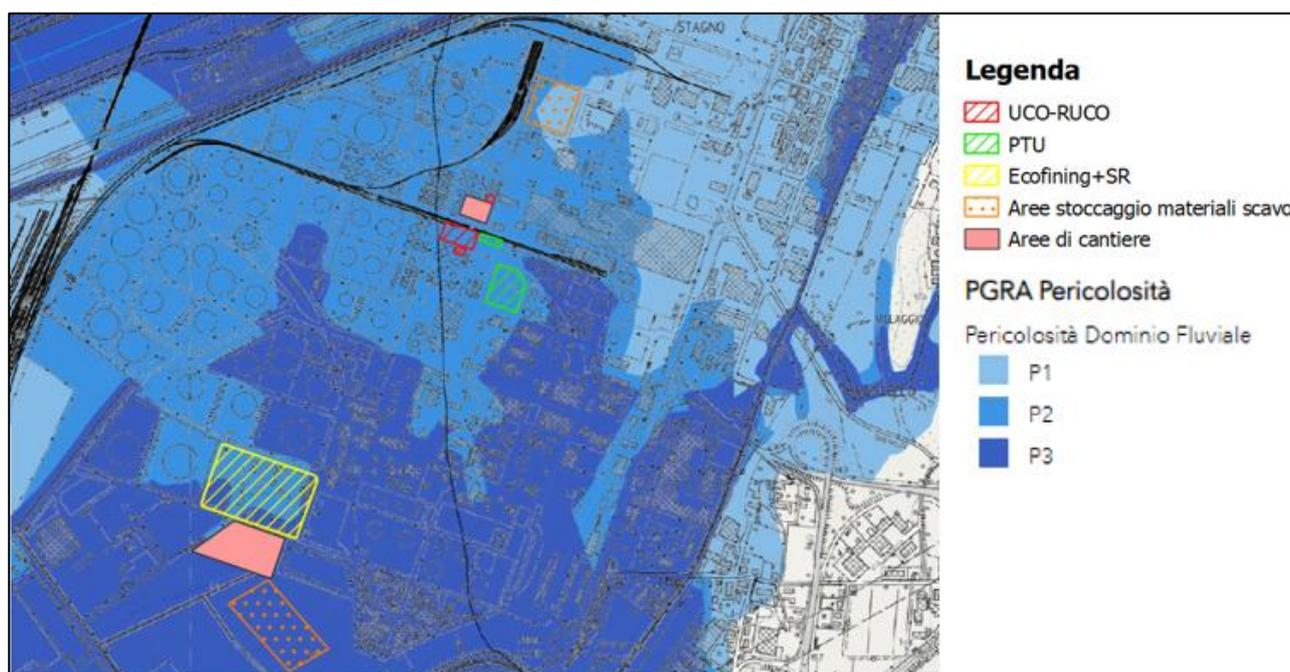 STAGNO
VILLAGGIO
Legenda
UCO-RUCO
PTU
Ecofining+SR
Aree stoccaggio materiali scavo
Aree di cantiere
PGRA Pericolosità
Pericolosità Dominio Fluviale
P1
P2
P3